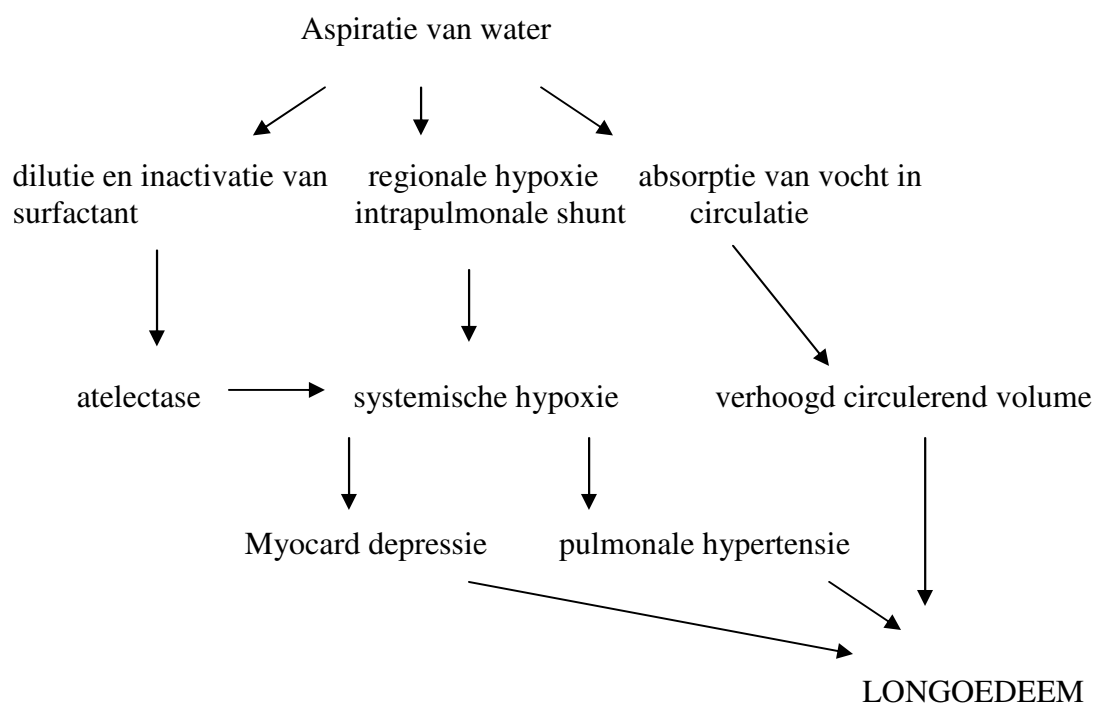 Aspiratie van water
dilutie en inactivatie van
surfactant
regionale hypoxie
intrapulmonale shunt
absorptie van vocht in
circulatie
atelectase
systemische hypoxie
verhoogd circulerend volume
Myocard depressie
pulmonale hypertensie
LONGOEDEEM